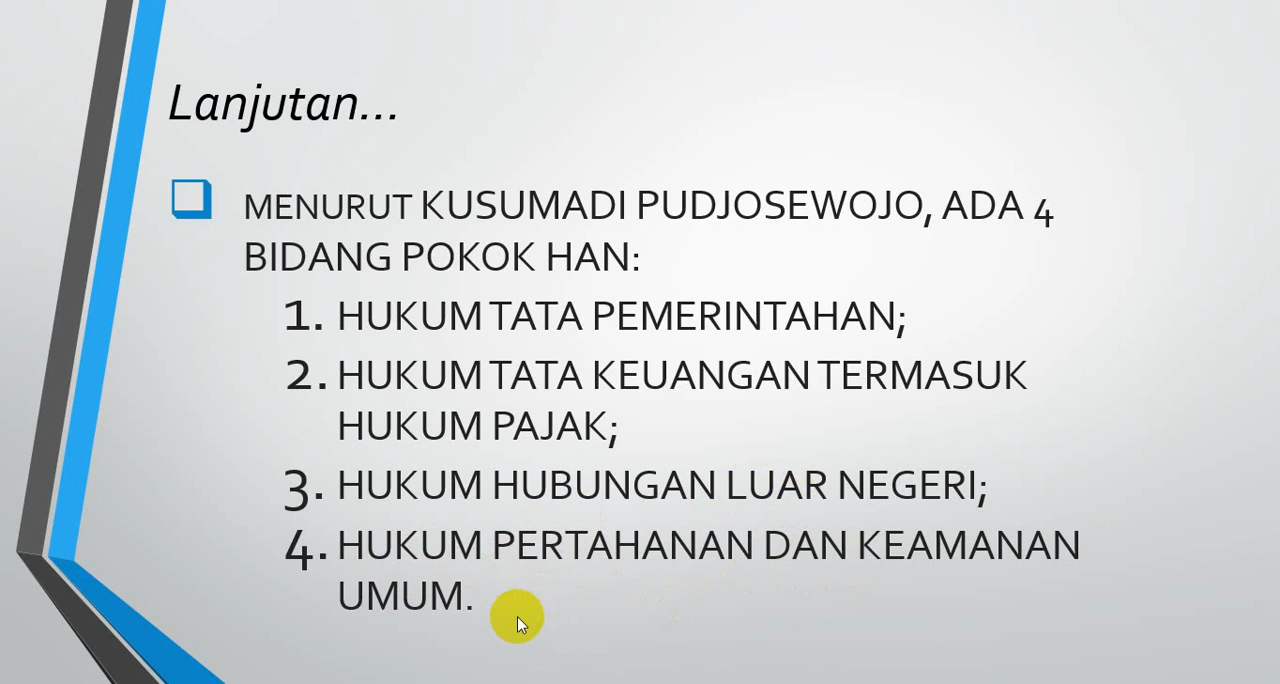 Lanjutan...
MENURUT KUSUMADI PUDJOSEWOJO, ADA 4
BIDANG POKOK HAN:
1. HUKUM TATA PEMERINTAHAN;
2. HUKUM TATA KEUANGAN TERMASUK
HUKUM PAJAK;
3. HUKUM HUBUNGAN LUAR NEGERI;
4. HUKUM PERTAHANAN DAN KEAMANAN
UMUM.